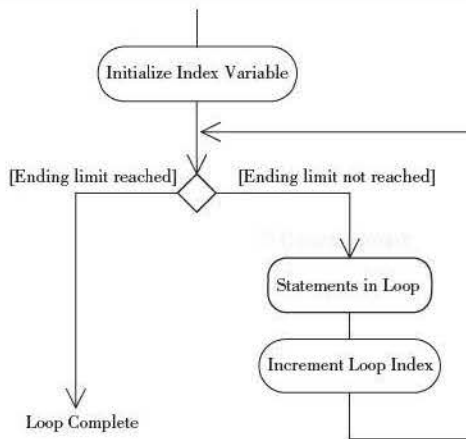 Initialize Index Variable
[Ending limit reached]
[Ending limit not reached]
Statements in Loop
Increment Loop Index
Loop Complete